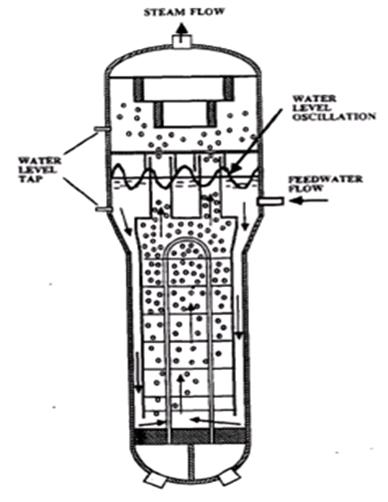 STEAM FLOW
WATER
LEVEL
OSCILLATION
WATER
LEVEL
TAP
FEEDWATER
FLOW